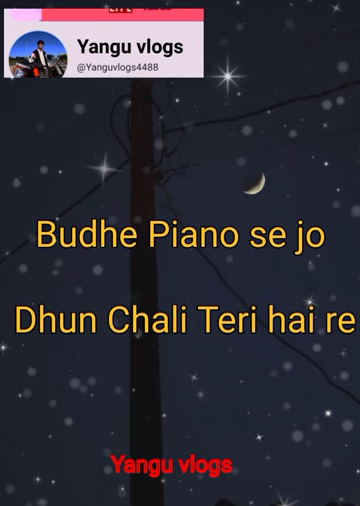 Yangu vlogs
@Yanguvlogs4488
Budhe Piano se jo
Dhun Chali Teri hai re
Yangu vlogs